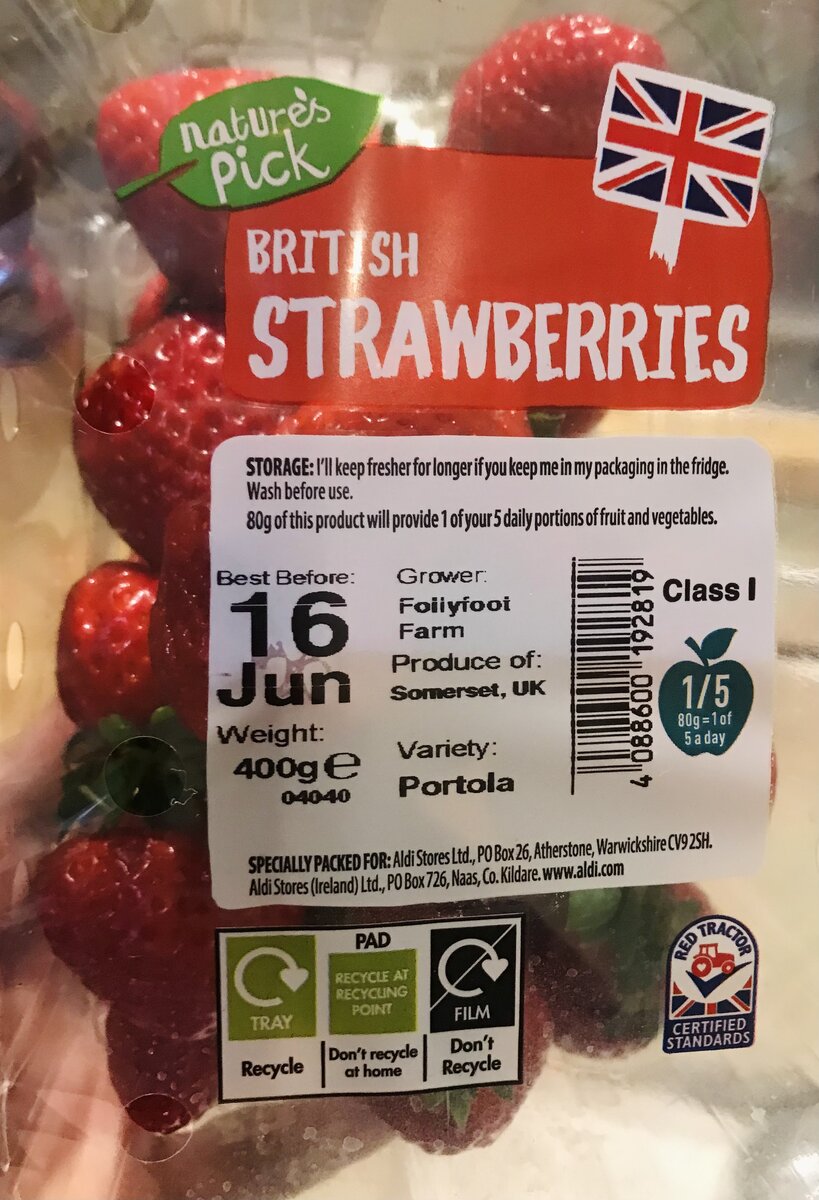 nature's
pick
BRITISH
STRAWBERRIES
STORAGE: I'll keep fresher for longer if you keep me in my packaging in the fridge.
Wash before use.
80g of this product will provide 1 of your 5 daily portions of fruit and vegetables.
Best Before:
16
Jun
Weight:
400g e
04040
Grower:
Follyfoot
Farm
Produce of:
Somerset, UK
Variety:
Portola
4 088600 192819
Class I
1/5
80g=1 of
5 a day
SPECIALLY PACKED FOR: Aldi Stores Ltd., PO Box 26, Atherstone, Warwickshire CV9 2SH.
Aldi Stores (Ireland) Ltd., PO Box 726, Naas, Co. Kildare. www.aldi.com
TRAY
Recycle
PAD
RECYCLE AT
RECYCLING
POINT
Don't recycle
at home
FILM
Don't
Recycle
RED TRACTOR
CERTIFIED
STANDARDS